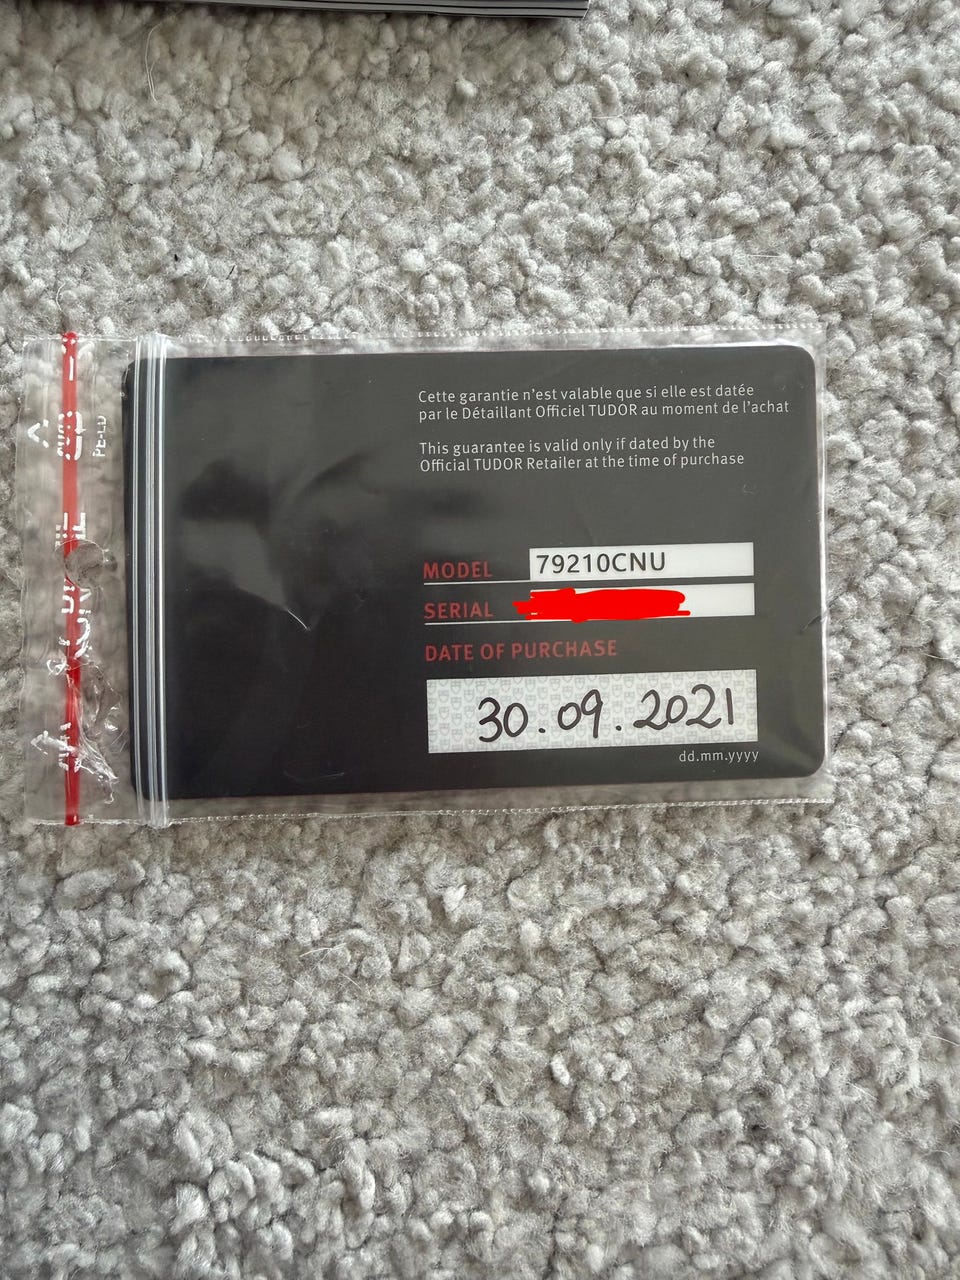 Cette garantie n'est valable que si elle est datée
par le Détaillant Officiel TUDOR au moment de l'achat
This guarantee is valid only if dated by the
Official TUDOR Retailer at the time of purchase
MODEL 79210CNU
SERIAL
DATE OF PURCHASE
30.09.2021
dd.mm.yyyy